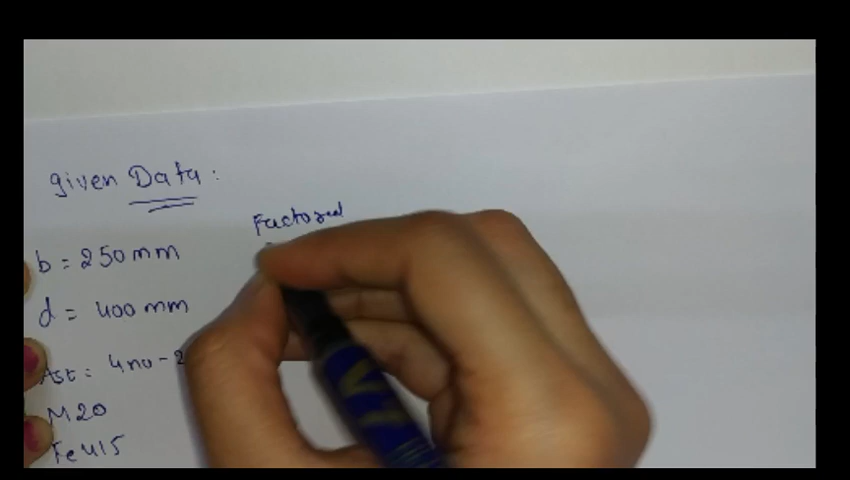 given Data:
Factored
b = 250 mm
d = 400 mm
Ast = 4no - 2
M20
Fe415